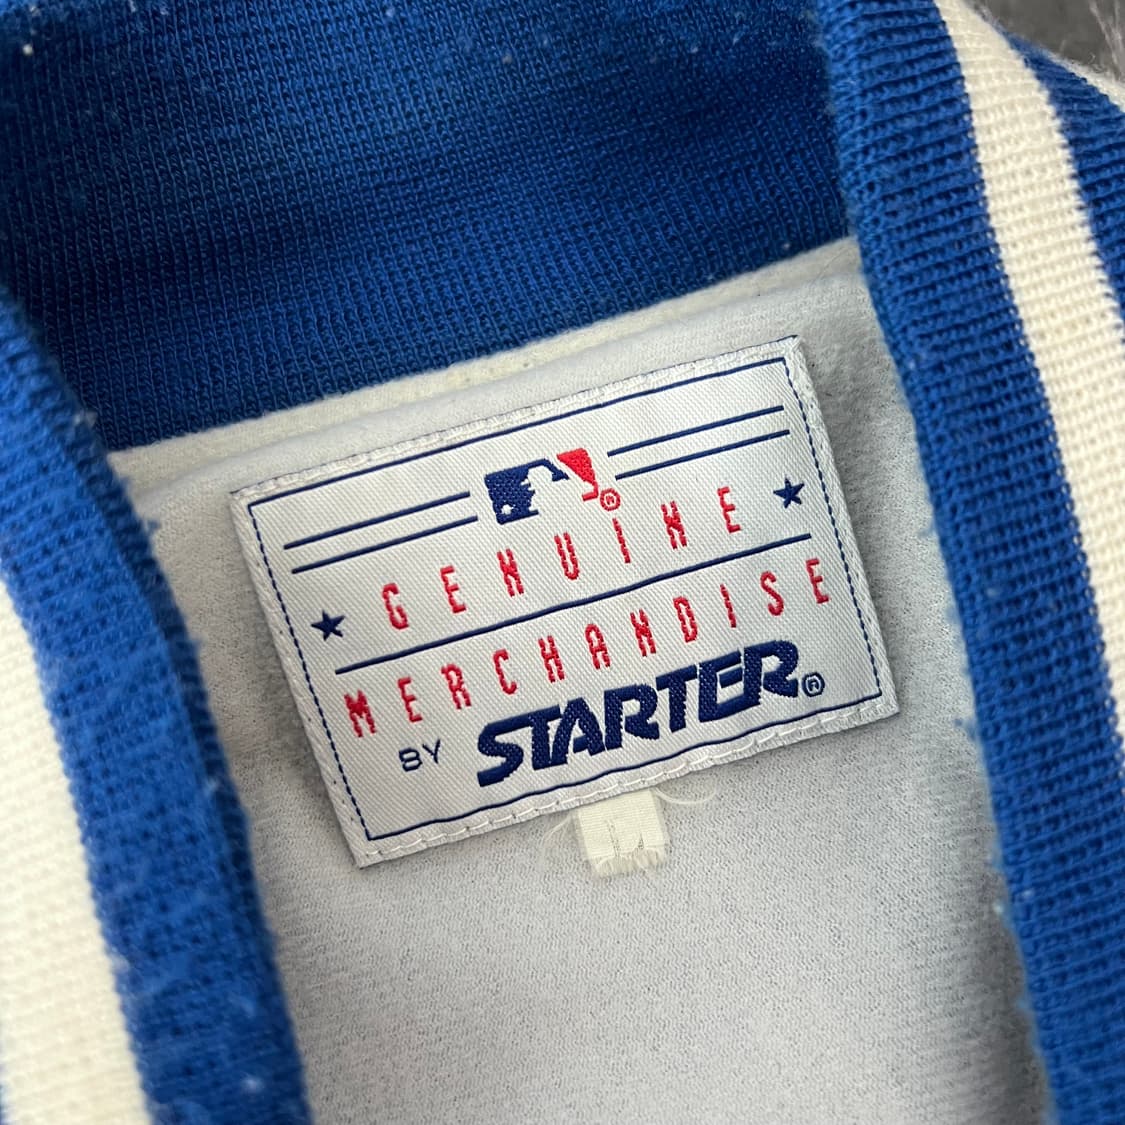 ®
GENUINE
MERCHANDISE
BY STARTER®
M